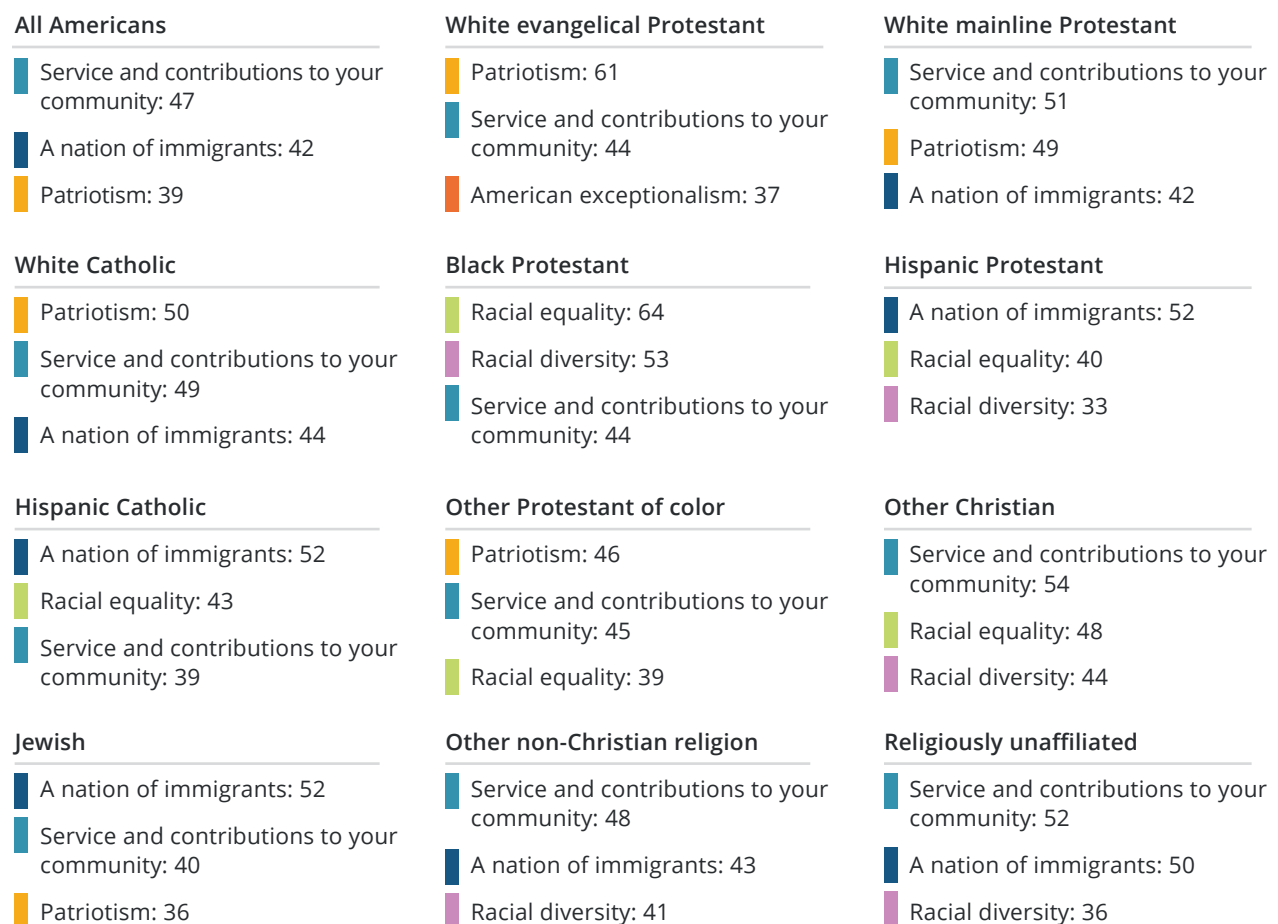 All Americans
Service and contributions to your
community: 47
A nation of immigrants: 42
Patriotism: 39
White evangelical Protestant
Patriotism: 61
Service and contributions to your
community: 44
American exceptionalism: 37
White mainline Protestant
Service and contributions to your
community: 51
Patriotism: 49
A nation of immigrants: 42
White Catholic
Patriotism: 50
Service and contributions to your
community: 49
A nation of immigrants: 44
Black Protestant
Racial equality: 64
Racial diversity: 53
Service and contributions to your
community: 44
Hispanic Protestant
A nation of immigrants: 52
Racial equality: 40
Racial diversity: 33
Hispanic Catholic
A nation of immigrants: 52
Racial equality: 43
Service and contributions to your
community: 39
Other Protestant of color
Patriotism: 46
Service and contributions to your
community: 45
Racial equality: 39
Other Christian
Service and contributions to your
community: 54
Racial equality: 48
Racial diversity: 44
Jewish
A nation of immigrants: 52
Service and contributions to your
community: 40
Patriotism: 36
Other non-Christian religion
Service and contributions to your
community: 48
A nation of immigrants: 43
Racial diversity: 41
Religiously unaffiliated
Service and contributions to your
community: 52
A nation of immigrants: 50
Racial diversity: 36